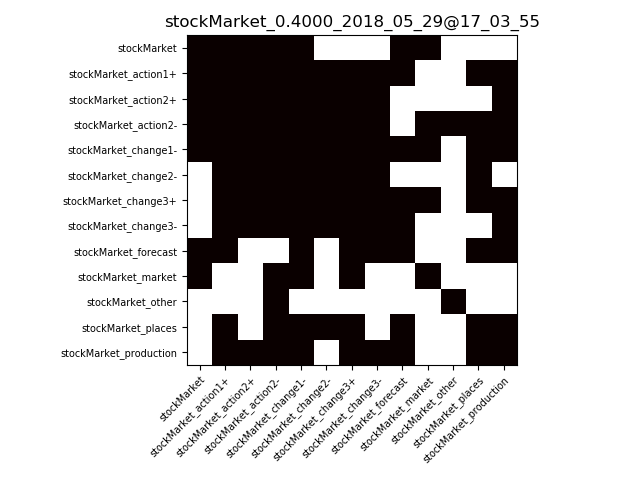 stockMarket_0.4000_2018_05_29@17_03_55
stockMarket
stockMarket_action1+
stockMarket_action2+
stockMarket_action2-
stockMarket_change1-
stockMarket_change2-
stockMarket_change3+
stockMarket_change3-
stockMarket_forecast
stockMarket_market
stockMarket_other
stockMarket_places
stockMarket_production
stockMarket
stockMarket_action1+
stockMarket_action2+
stockMarket_action2-
stockMarket_change1-
stockMarket_change2-
stockMarket_change3+
stockMarket_change3-
stockMarket_forecast
stockMarket_market
stockMarket_other
stockMarket_places
stockMarket_production